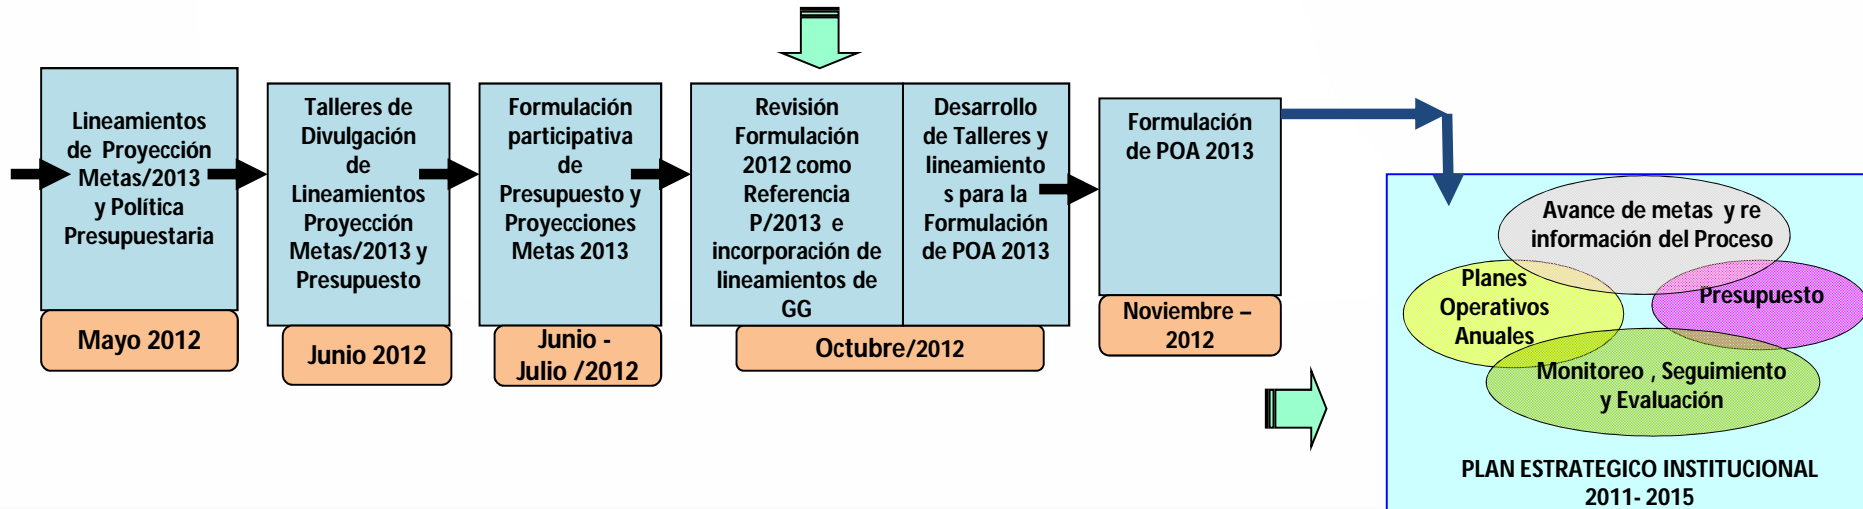 Lineamientos
de Proyección
Metas/2013
y Política
Presupuestaria
Mayo 2012
Talleres de
Divulgación
de
Lineamientos
Proyección
Metas/2013 y
Presupuesto
Junio 2012
Formulación
participativa
de
Presupuesto y
Proyecciones
Metas 2013
Junio -
Julio /2012
Revisión
Formulación
2012 como
Referencia
P/2013 e
incorporación de
lineamientos de
GG
Desarrollo
de Talleres y
lineamiento
s para la
Formulación
de POA 2013
Octubre/2012
Formulación
de POA 2013
Noviembre –
2012
Avance de metas y re
información del Proceso
Planes
Operativos
Anuales
Presupuesto
Monitoreo , Seguimiento
y Evaluación
PLAN ESTRATEGICO INSTITUCIONAL
2011- 2015